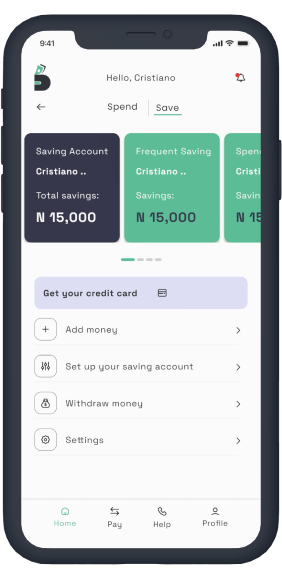 9:41
Hello, Cristiano
Spend Save
Saving Account
Cristiano ..
Total savings:
N 15,000
Frequent Saving
Cristiano ..
Savings:
N 15,000
Spen
Cristi
Savin
N 15
Get your credit card
Add money
Set up your saving account
Withdraw money
Settings
Home Pay Help Profile